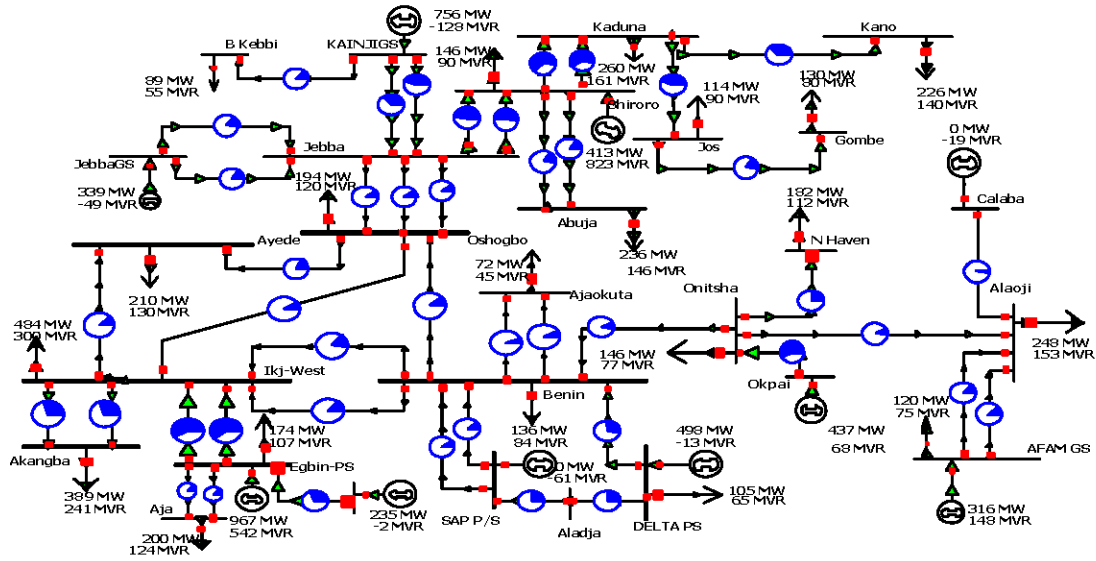 756 MW
-128 MVR
B Kebbi
KAINJIGS
Kaduna
Kano
146 MW
90 MVR
89 MW
55 MVR
260 MW
161 MVR
114 MW
90 MVR
130 MW
80 MVR
226 MW
140 MVR
Shiroro
0 MW
-19 MVR
JebbaGS
Jebba
413 MW
823 MVR
Jos
Gombe
339 MW
-49 MVR
194 MW
120 MVR
182 MW
112 MVR
Calaba
Abuja
Ayede
Oshogbo
N Haven
72 MW
45 MVR
236 MW
146 MVR
Ajaokuta
Onitsha
Alaoji
210 MW
130 MVR
484 MW
300 MVR
248 MW
153 MVR
146 MW
77 MVR
Ikj-West
Benin
Okpai
174 MW
107 MVR
136 MW
84 MVR
498 MW
-13 MVR
437 MW
68 MVR
120 MW
75 MVR
Akangba
Egbin-PS
-61 MVR
AFAM GS
389 MW
241 MVR
Aja
967 MW
542 MVR
235 MW
-2 MVR
SAP P/S
Aladja
DELTA PS
105 MW
65 MVR
316 MW
148 MVR
200 MW
124 MVR